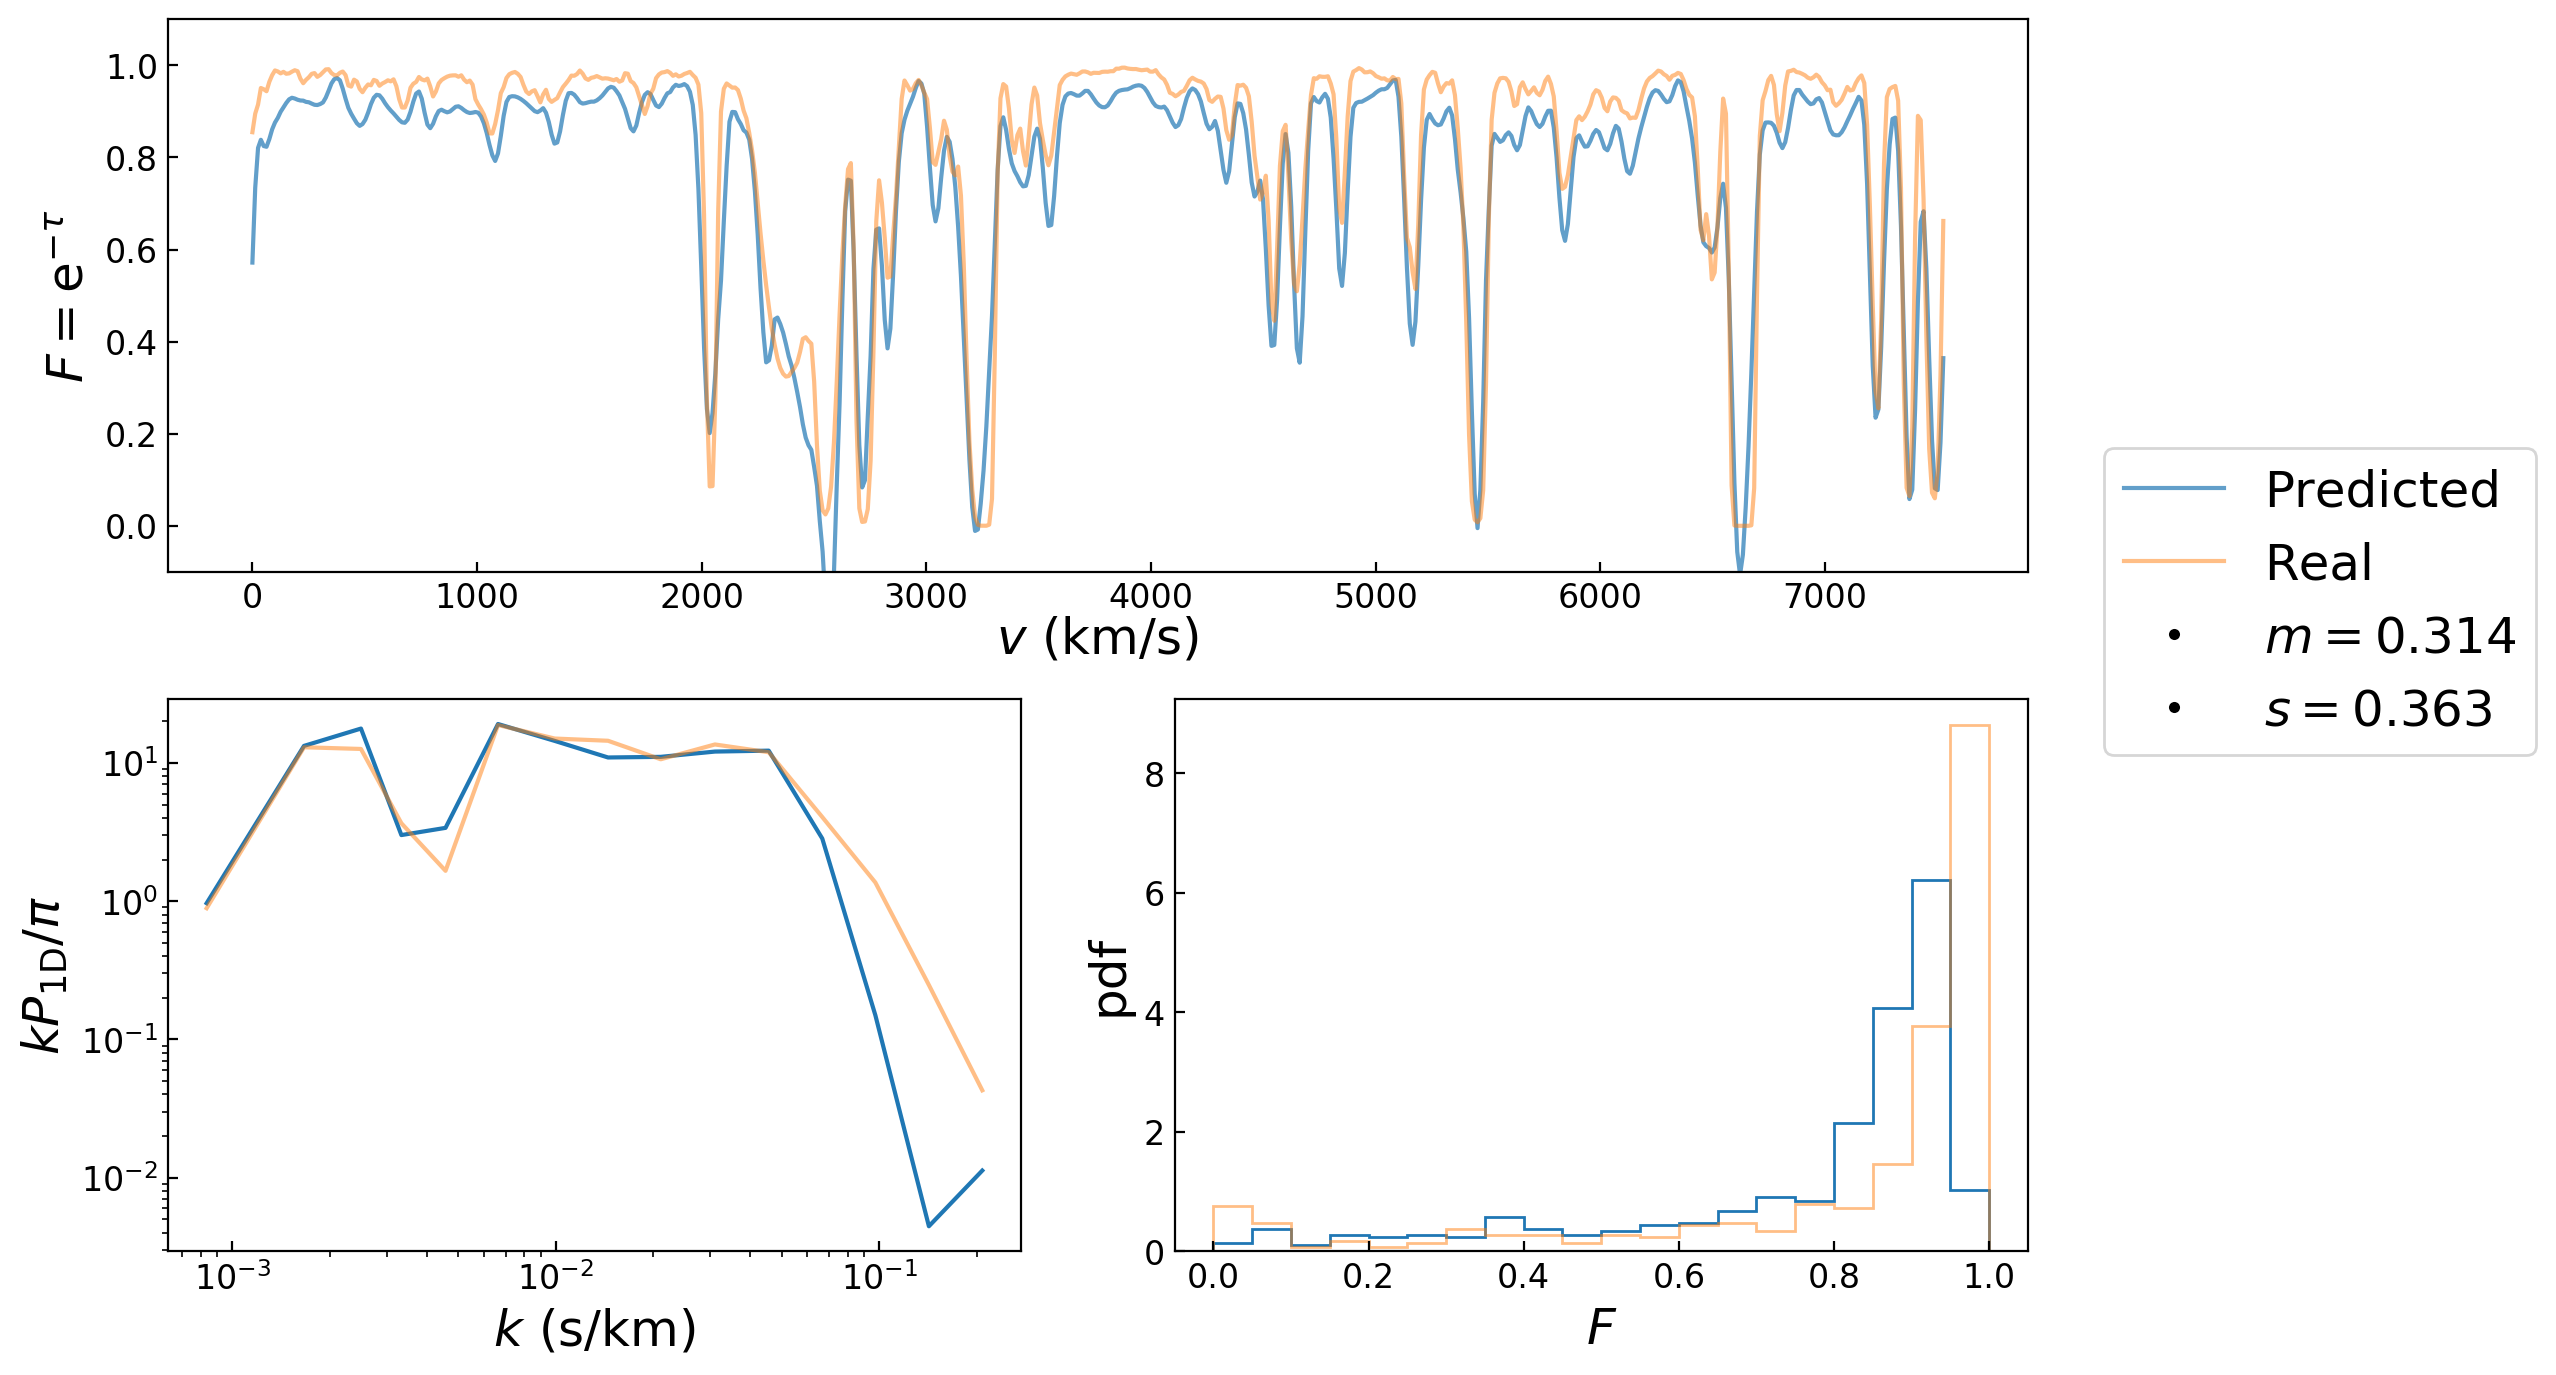 F = e^{−τ}
1.0
0.8
0.6
0.4
0.2
0.0
0 1000 2000 3000 4000 5000 6000 7000
v (km/s)
Predicted
Real
m = 0.314
s = 0.363
kP_{1D}/π
10^1
10^0
10^{−1}
10^{−2}
10^{−3} 10^{−2} 10^{−1}
k (s/km)
pdf
8
6
4
2
0
0.0 0.2 0.4 0.6 0.8 1.0
F